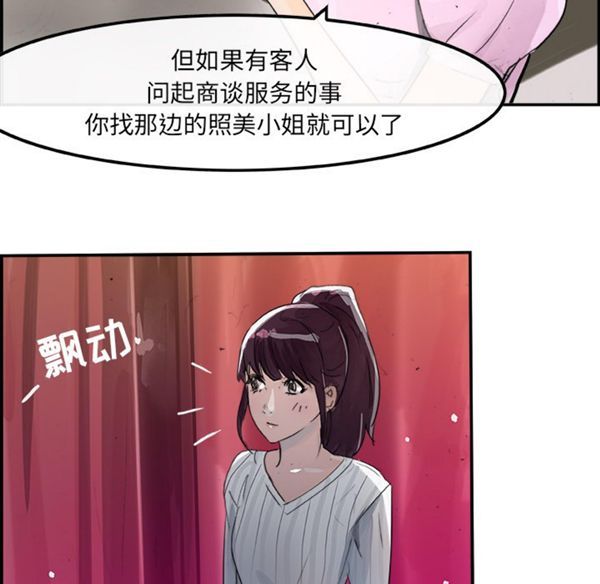 但如果有客人
问起商谈服务的事
你找那边的照美小姐就可以了
飘动